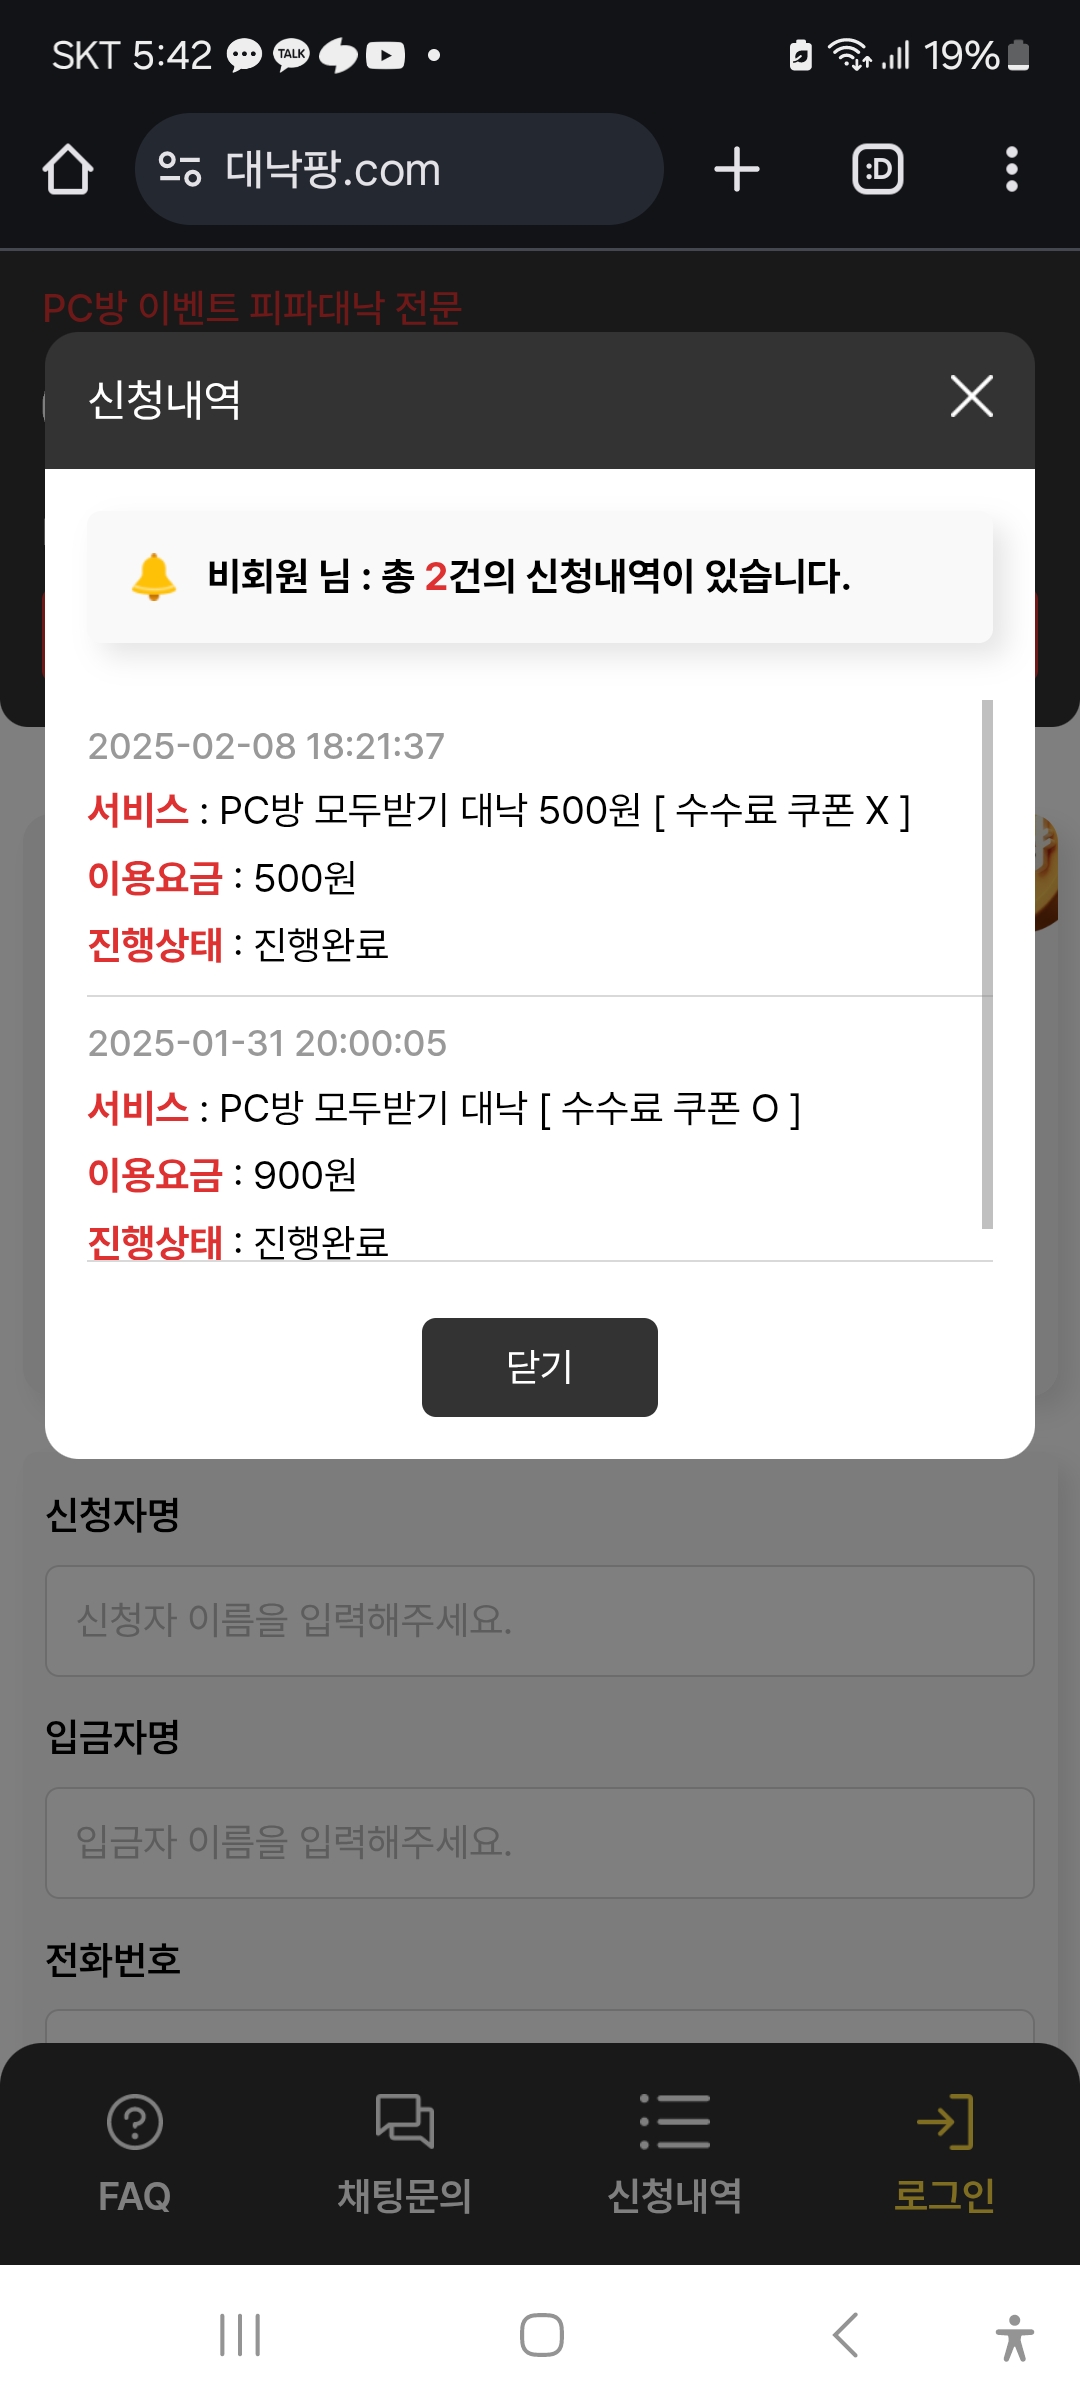 SKT 5:42 TALK 19%
대낙팡.com :D
PC방 이벤트 피파대낙 전문
신청내역
비회원 님 : 총 2건의 신청내역이 있습니다.
2025-02-08 18:21:37
서비스 : PC방 모두받기 대낙 500원 [ 수수료 쿠폰 X ]
이용요금 : 500원
진행상태 : 진행완료
2025-01-31 20:00:05
서비스 : PC방 모두받기 대낙 [ 수수료 쿠폰 O ]
이용요금 : 900원
진행상태 : 진행완료
닫기
신청자명
신청자 이름을 입력해주세요.
입금자명
입금자 이름을 입력해주세요.
전화번호
FAQ 채팅문의 신청내역 로그인